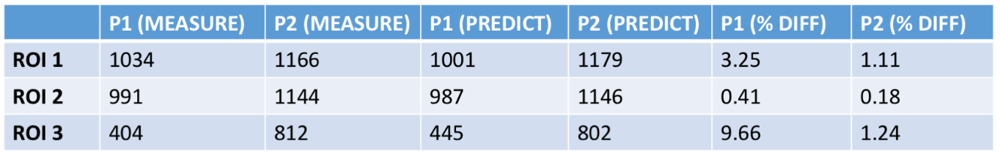 P1 (MEASURE) P2 (MEASURE) P1 (PREDICT) P2 (PREDICT) P1 (% DIFF) P2 (% DIFF)
ROI 1 1034 1166 1001 1179 3.25 1.11
ROI 2 991 1144 987 1146 0.41 0.18
ROI 3 404 812 445 802 9.66 1.24